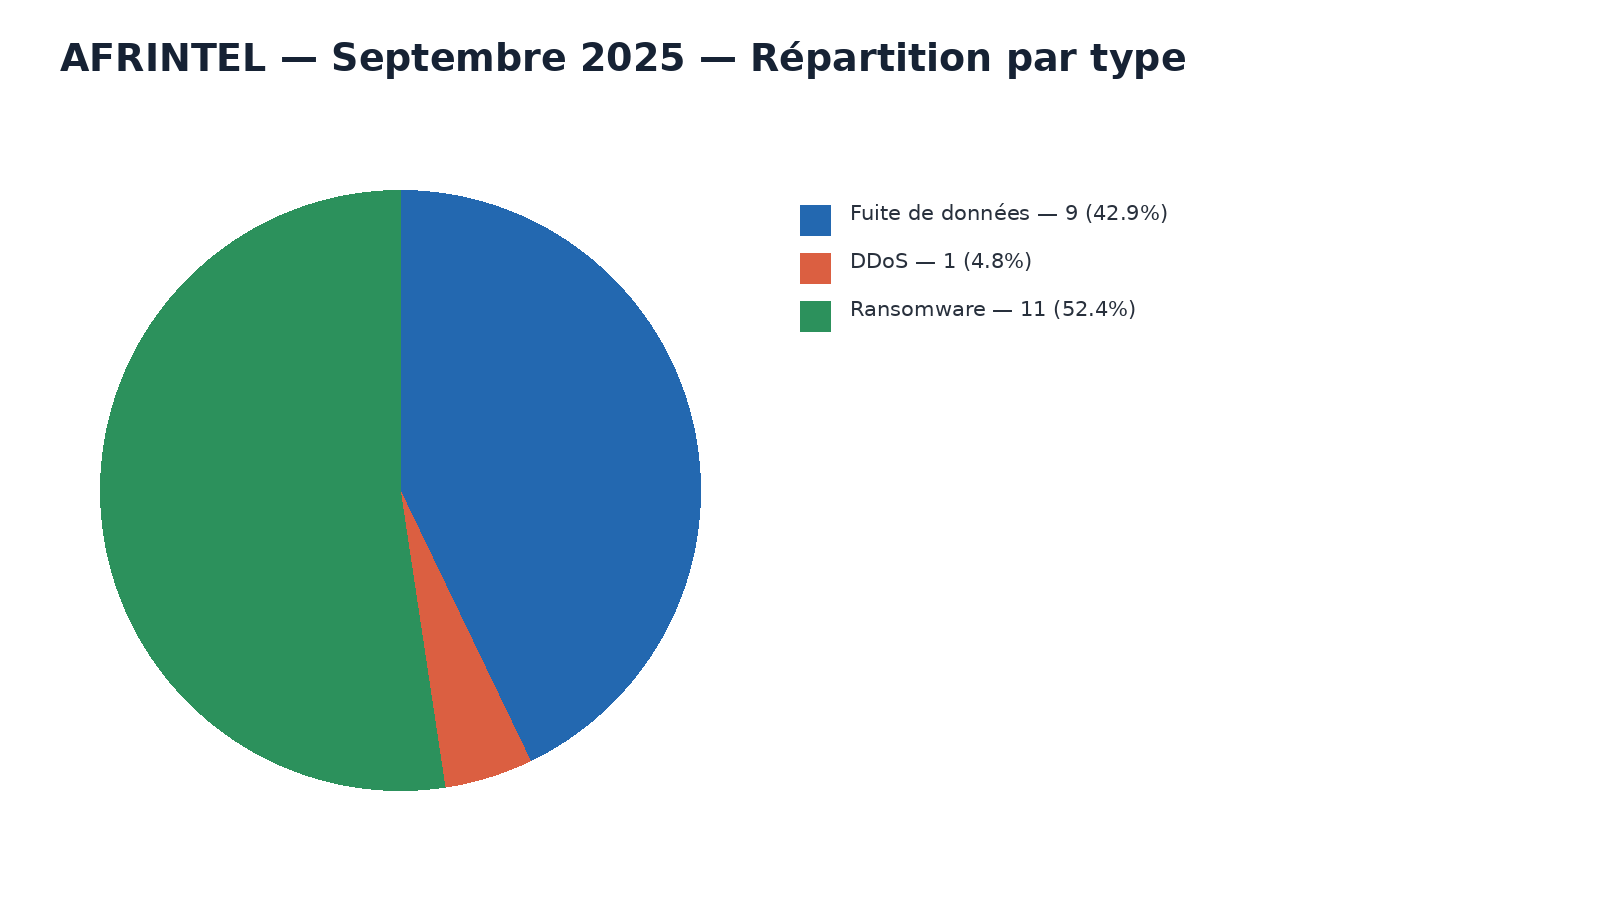 AFRINTEL — Septembre 2025 — Répartition par type
Fuite de données — 9 (42.9%)
DDoS — 1 (4.8%)
Ransomware — 11 (52.4%)